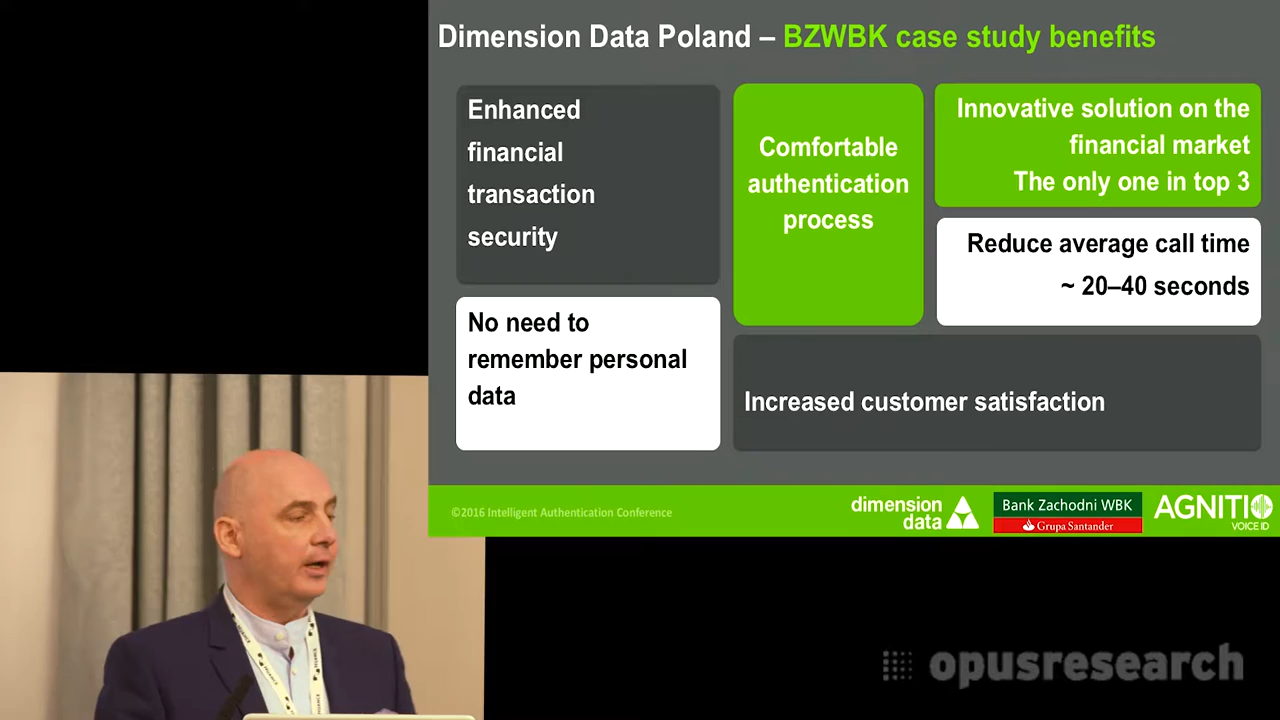 Dimension Data Poland – BZWBK case study benefits
Enhanced
financial
transaction
security
No need to
remember personal
data
Comfortable
authentication
process
Innovative solution on the
financial market
The only one in top 3
Reduce average call time
~ 20–40 seconds
Increased customer satisfaction
©2016 Intelligent Authentication Conference
dimension
data
Bank Zachodni WBK
Grupa Santander
AGNITIO
VOICE ID
NUANCE
opusresearch